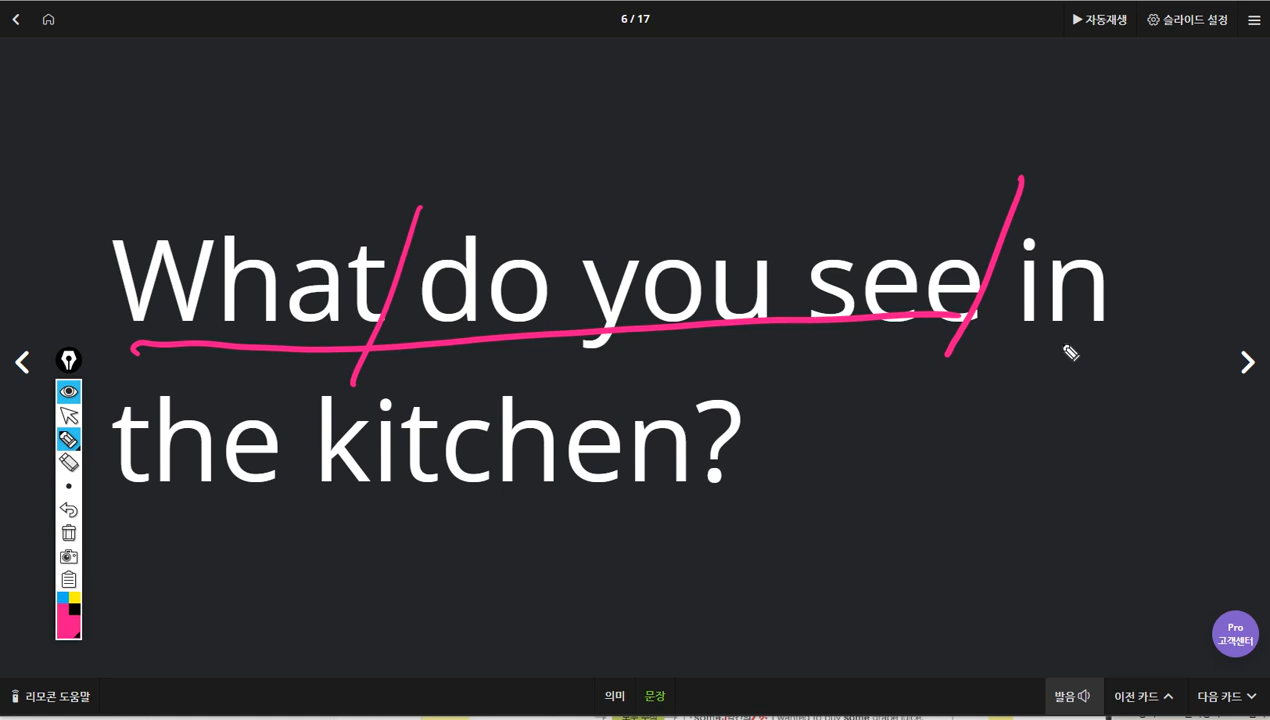 6 / 17
자동재생
슬라이드 설정
What do you see in
the kitchen?
Pro
고객센터
리모콘 도움말
의미
문장
발음
이전 카드
다음 카드